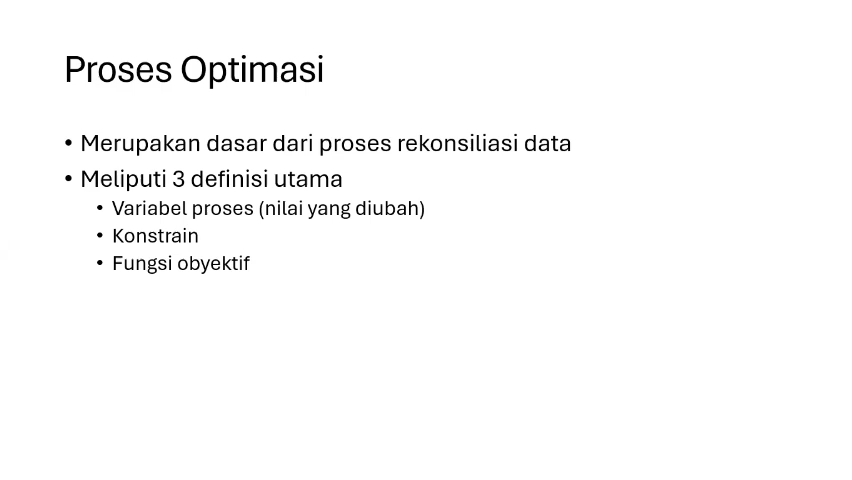 Proses Optimasi
• Merupakan dasar dari proses rekonsiliasi data
• Meliputi 3 definisi utama
• Variabel proses (nilai yang diubah)
• Konstrain
• Fungsi obyektif